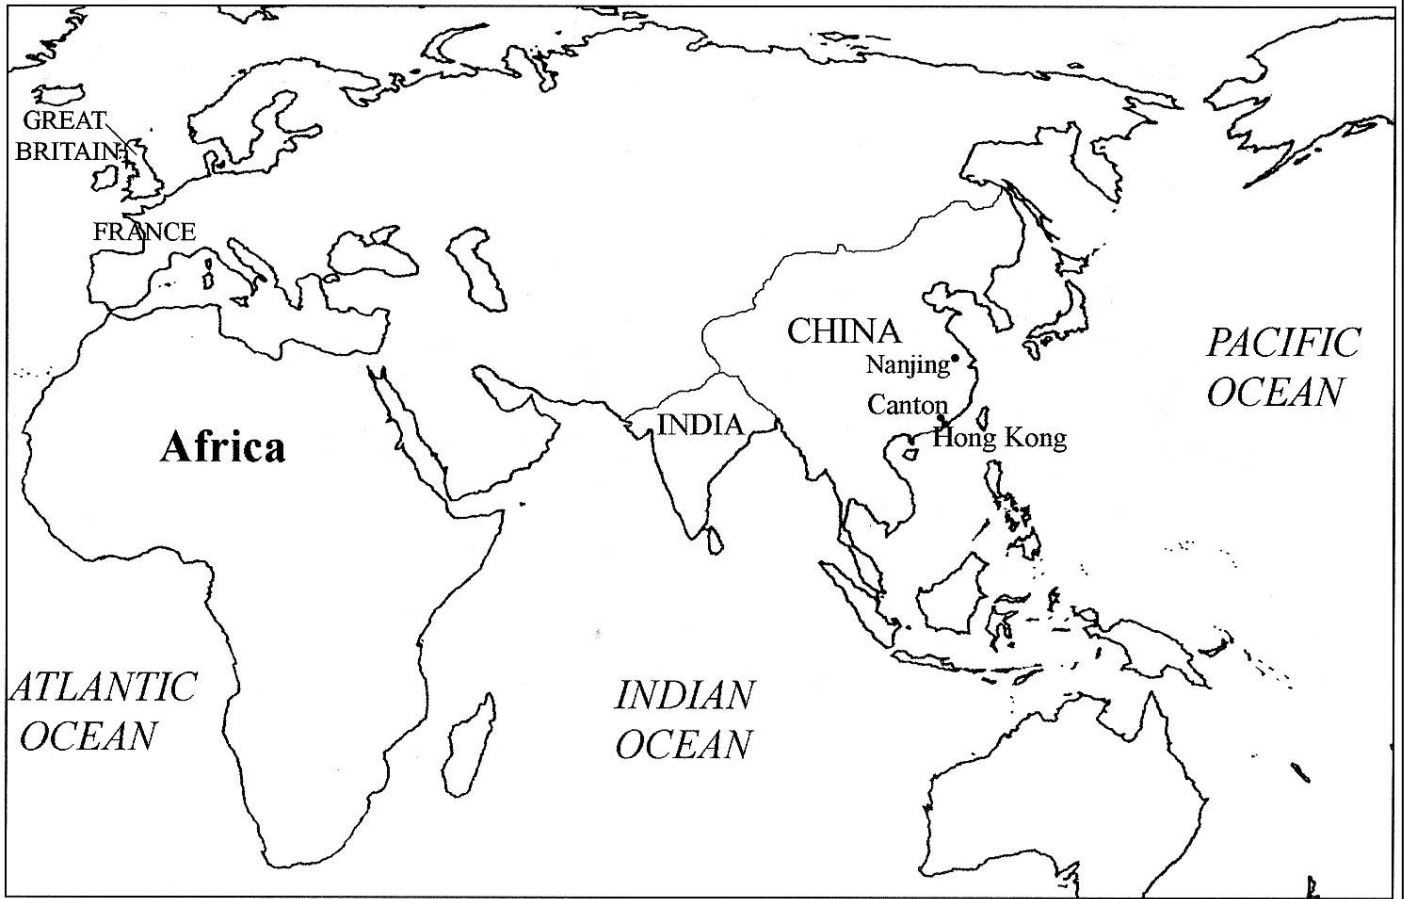 GREAT
BRITAIN
FRANCE
CHINA
Nanjing
PACIFIC
OCEAN
Canton
INDIA
Hong Kong
Africa
ATLANTIC
OCEAN
INDIAN
OCEAN